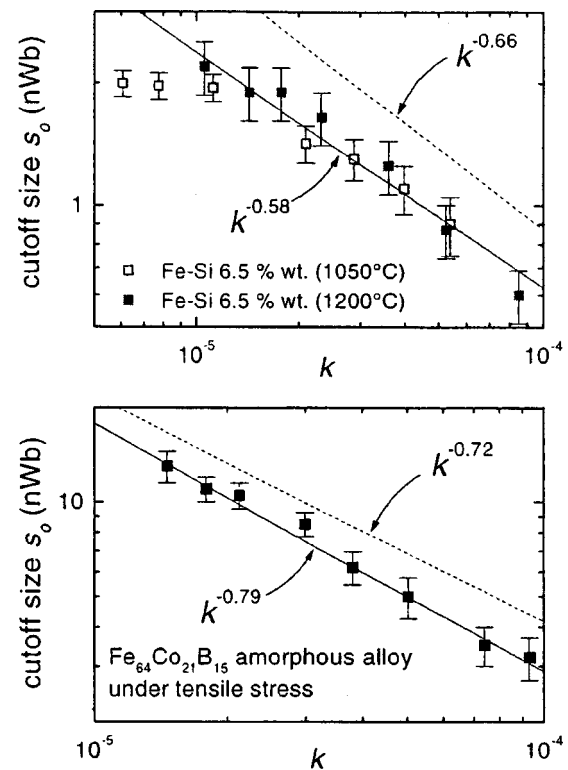 cutoff size s₀ (nWb)
1
k^-0.66
k^-0.58
Fe-Si 6.5 % wt. (1050°C)
Fe-Si 6.5 % wt. (1200°C)
10^-5
10^-4
k
cutoff size s₀ (nWb)
10
k^-0.72
k^-0.79
Fe₆₄Co₂₁B₁₅ amorphous alloy
under tensile stress
10^-5
10^-4
k